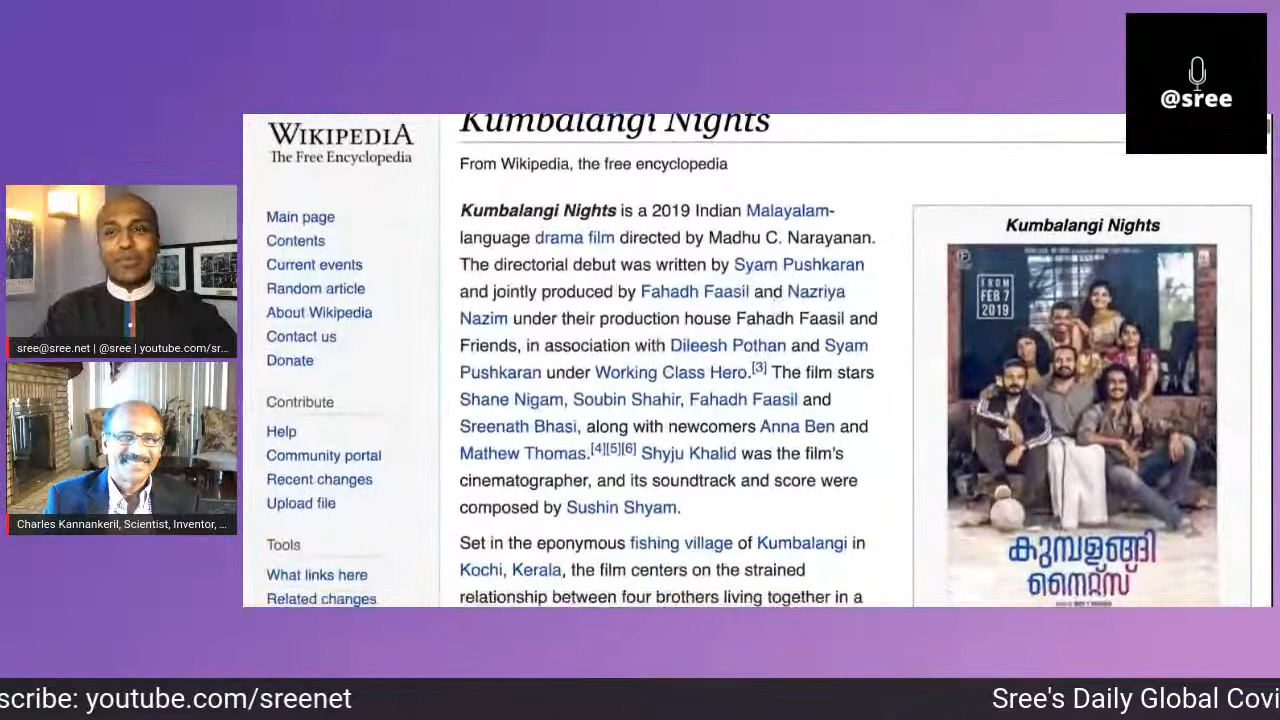 @sree
Kumbalangi Nights
WIKIPEDIA
The Free Encyclopedia
From Wikipedia, the free encyclopedia
Main page
Contents
Current events
Random article
About Wikipedia
Contact us
Donate
Contribute
Help
Community portal
Recent changes
Upload file
Tools
What links here
Related changes
Kumbalangi Nights is a 2019 Indian Malayalam-
language drama film directed by Madhu C. Narayanan.
The directorial debut was written by Syam Pushkaran
and jointly produced by Fahadh Faasil and Nazriya
Nazim under their production house Fahadh Faasil and
Friends, in association with Dileesh Pothan and Syam
Pushkaran under Working Class Hero.[3] The film stars
Shane Nigam, Soubin Shahir, Fahadh Faasil and
Sreenath Bhasi, along with newcomers Anna Ben and
Mathew Thomas.[4][5][6] Shyju Khalid was the film's
cinematographer, and its soundtrack and score were
composed by Sushin Shyam.
Set in the eponymous fishing village of Kumbalangi in
Kochi, Kerala, the film centers on the strained
relationship between four brothers living together in a
Kumbalangi Nights
FROM
FEB 7
2019
കുമ്പളങ്ങി
നൈറ്റ്സ്
sree@sree.net | @sree | youtube.com/sr...
Charles Kannankeril, Scientist, Inventor, ...
scribe: youtube.com/sreenet
Sree's Daily Global Covi